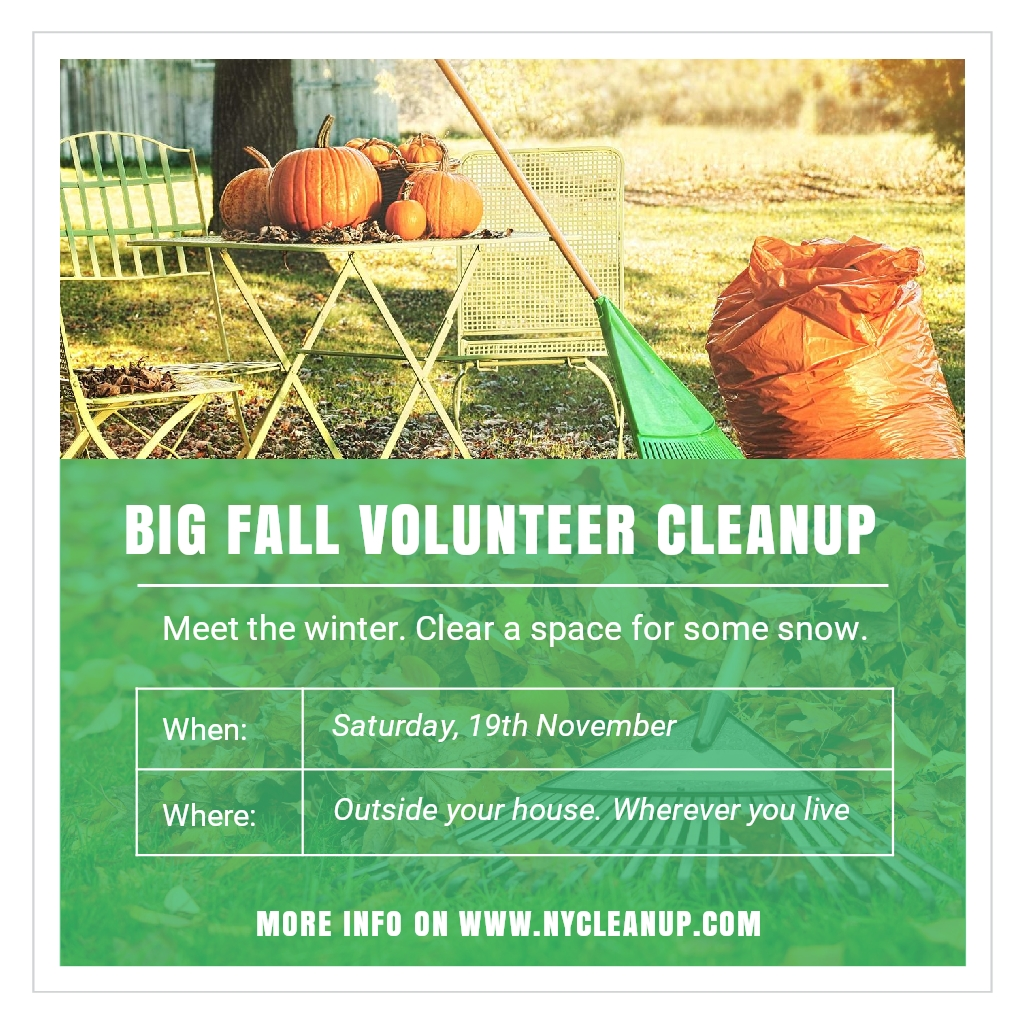 BIG FALL VOLUNTEER CLEANUP
Meet the winter. Clear a space for some snow.
When:
Saturday, 19th November
Where:
Outside your house. Wherever you live
MORE INFO ON WWW.NYCLEANUP.COM